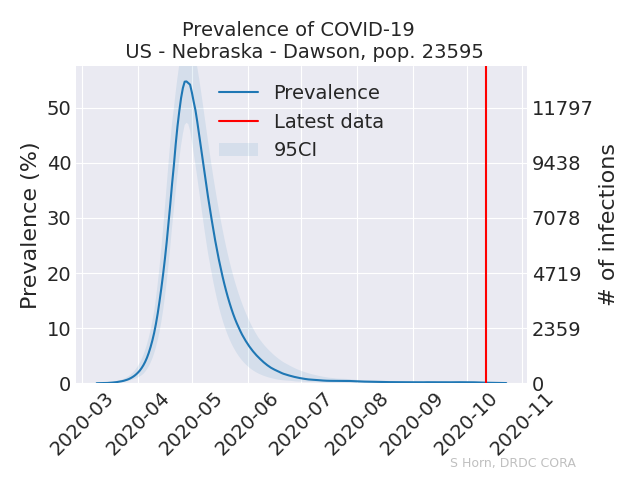 Prevalence of COVID-19
US - Nebraska - Dawson, pop. 23595
Prevalence
Latest data
95CI
Prevalence (%)
50
40
30
20
10
0
11797
9438
7078
4719
2359
0
# of infections
2020-03
2020-04
2020-05
2020-06
2020-07
2020-08
2020-09
2020-10
2020-11
S Horn, DRDC CORA